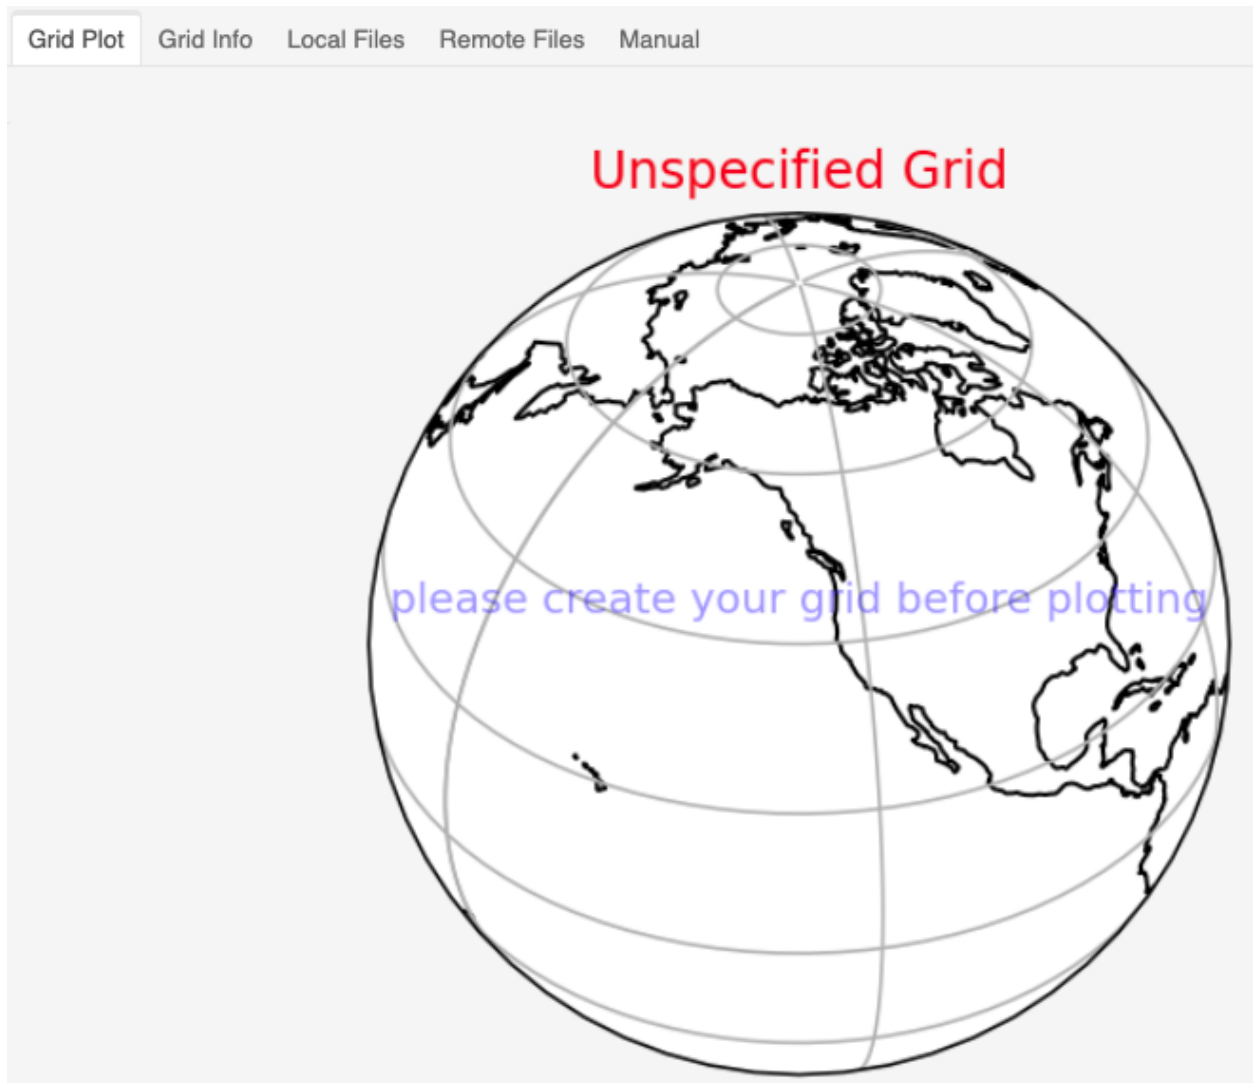 Grid Plot Grid Info Local Files Remote Files Manual
Unspecified Grid
please create your grid before plotting